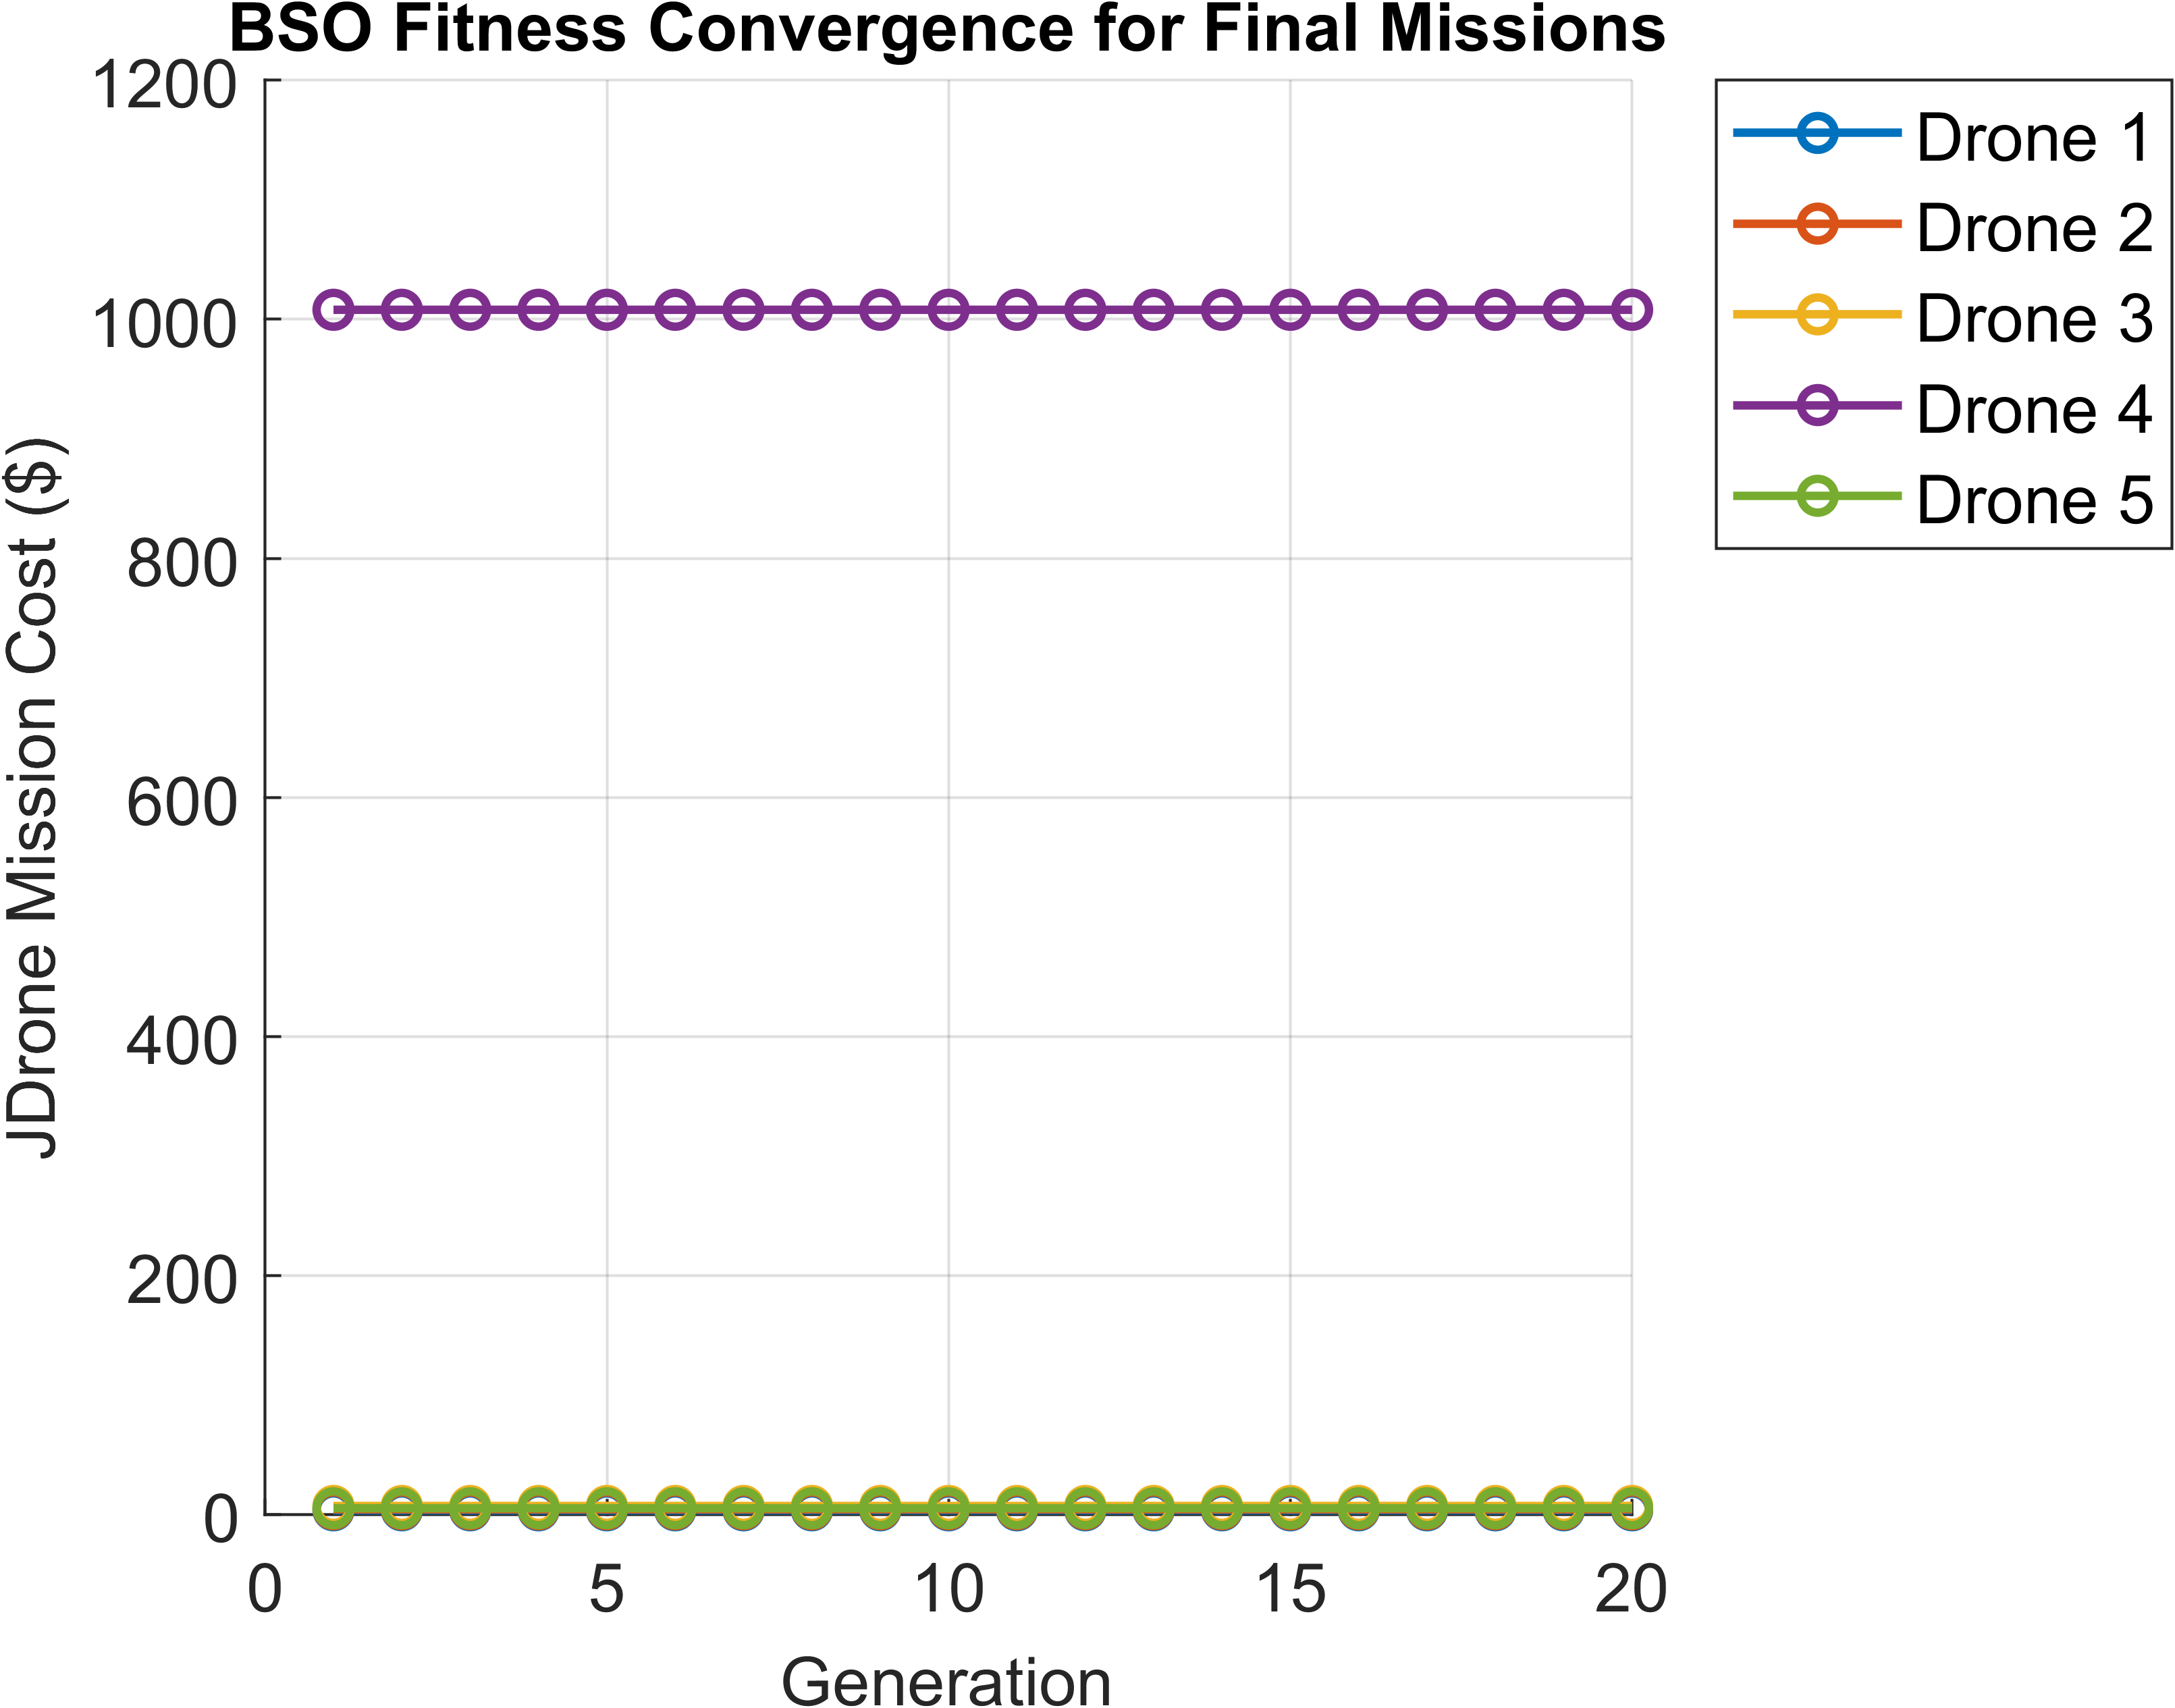 BSO Fitness Convergence for Final Missions
JDrone Mission Cost ($)
1200
1000
800
600
400
200
0
0 5 10 15 20
Generation
Drone 1
Drone 2
Drone 3
Drone 4
Drone 5